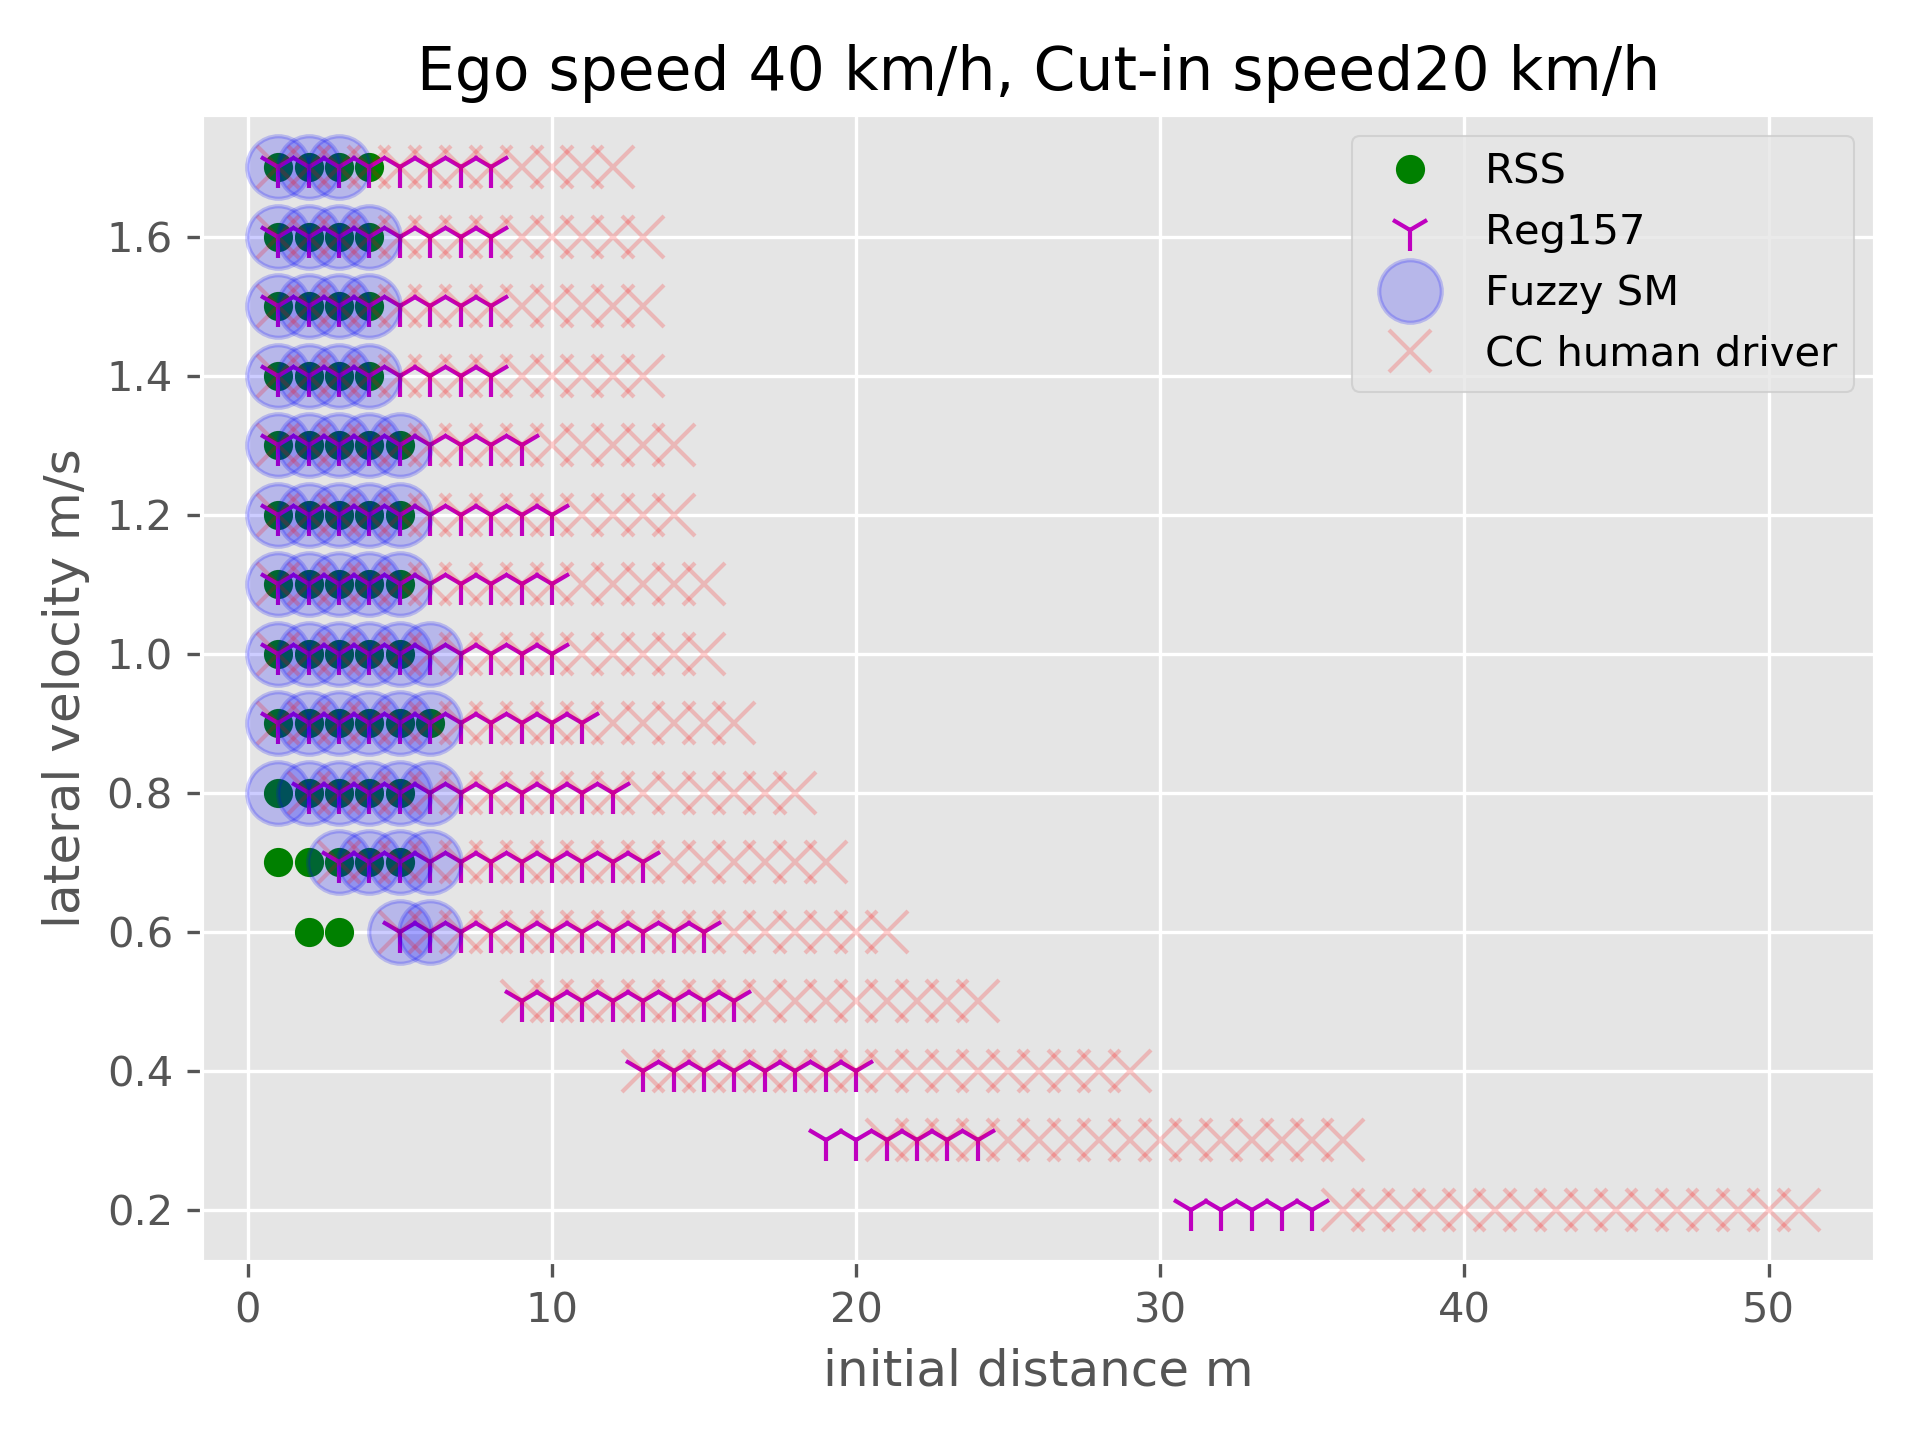 Ego speed 40 km/h, Cut-in speed20 km/h
RSS
Reg157
Fuzzy SM
CC human driver
lateral velocity m/s
1.6
1.4
1.2
1.0
0.8
0.6
0.4
0.2
0 10 20 30 40 50
initial distance m